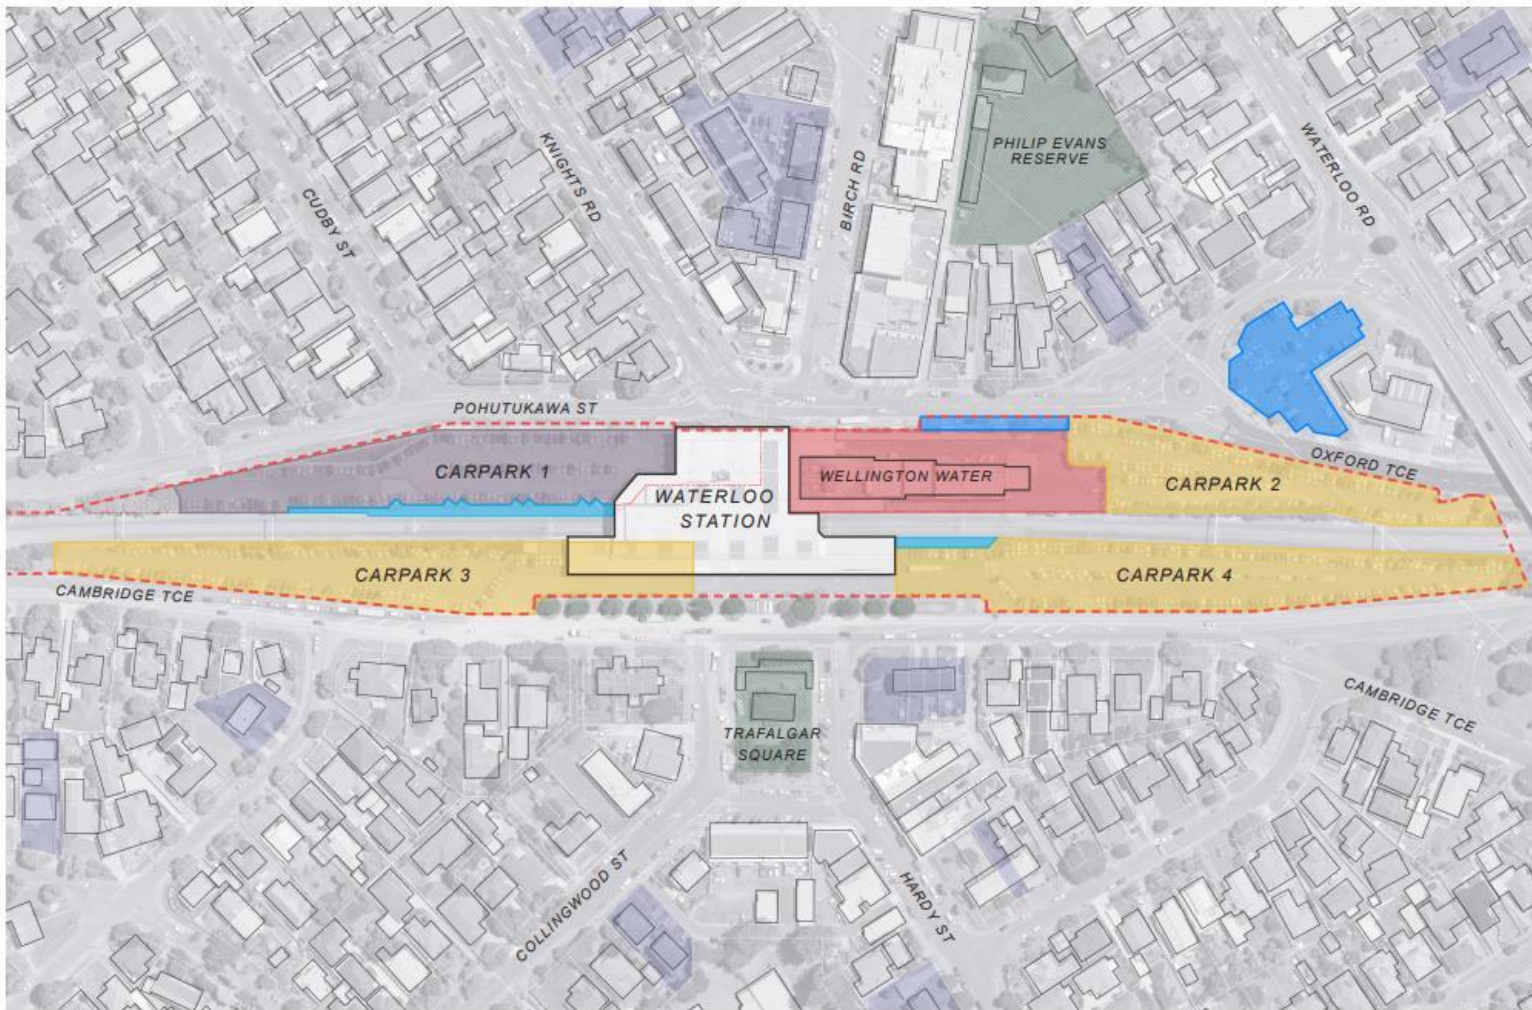 PHILIP EVANS
RESERVE
KNIGHTS RD
WATERLOO RD
BIRCH RD
CUDBY ST
POHUTUKAWA ST
OXFORD TCE
CARPARK 1
WELLINGTON WATER
CARPARK 2
WATERLOO
STATION
CARPARK 3
CARPARK 4
CAMBRIDGE TCE
CAMBRIDGE TCE
TRAFALGAR
SQUARE
COLLINGWOOD ST
HARDY ST